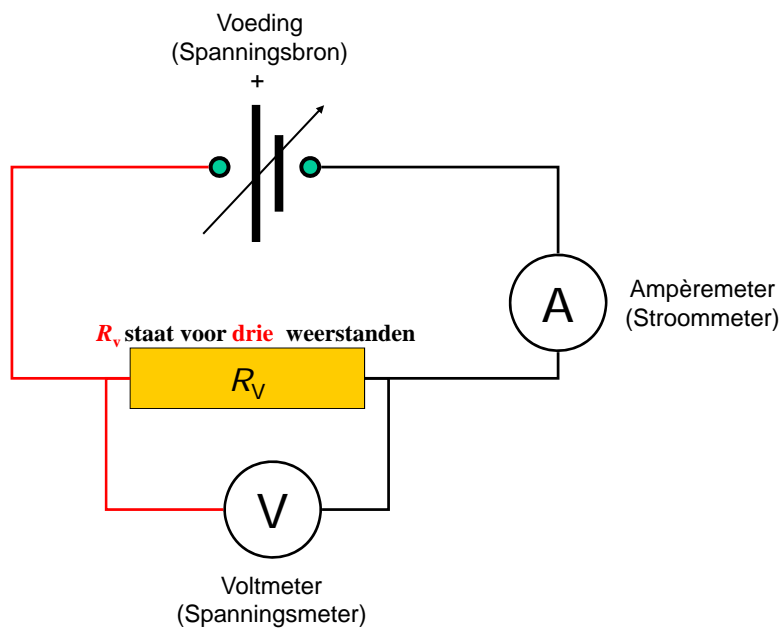 Voeding
(Spanningsbron)
+
A
Ampèremeter
(Stroommeter)
Rv staat voor drie weerstanden
RV
V
Voltmeter
(Spanningsmeter)